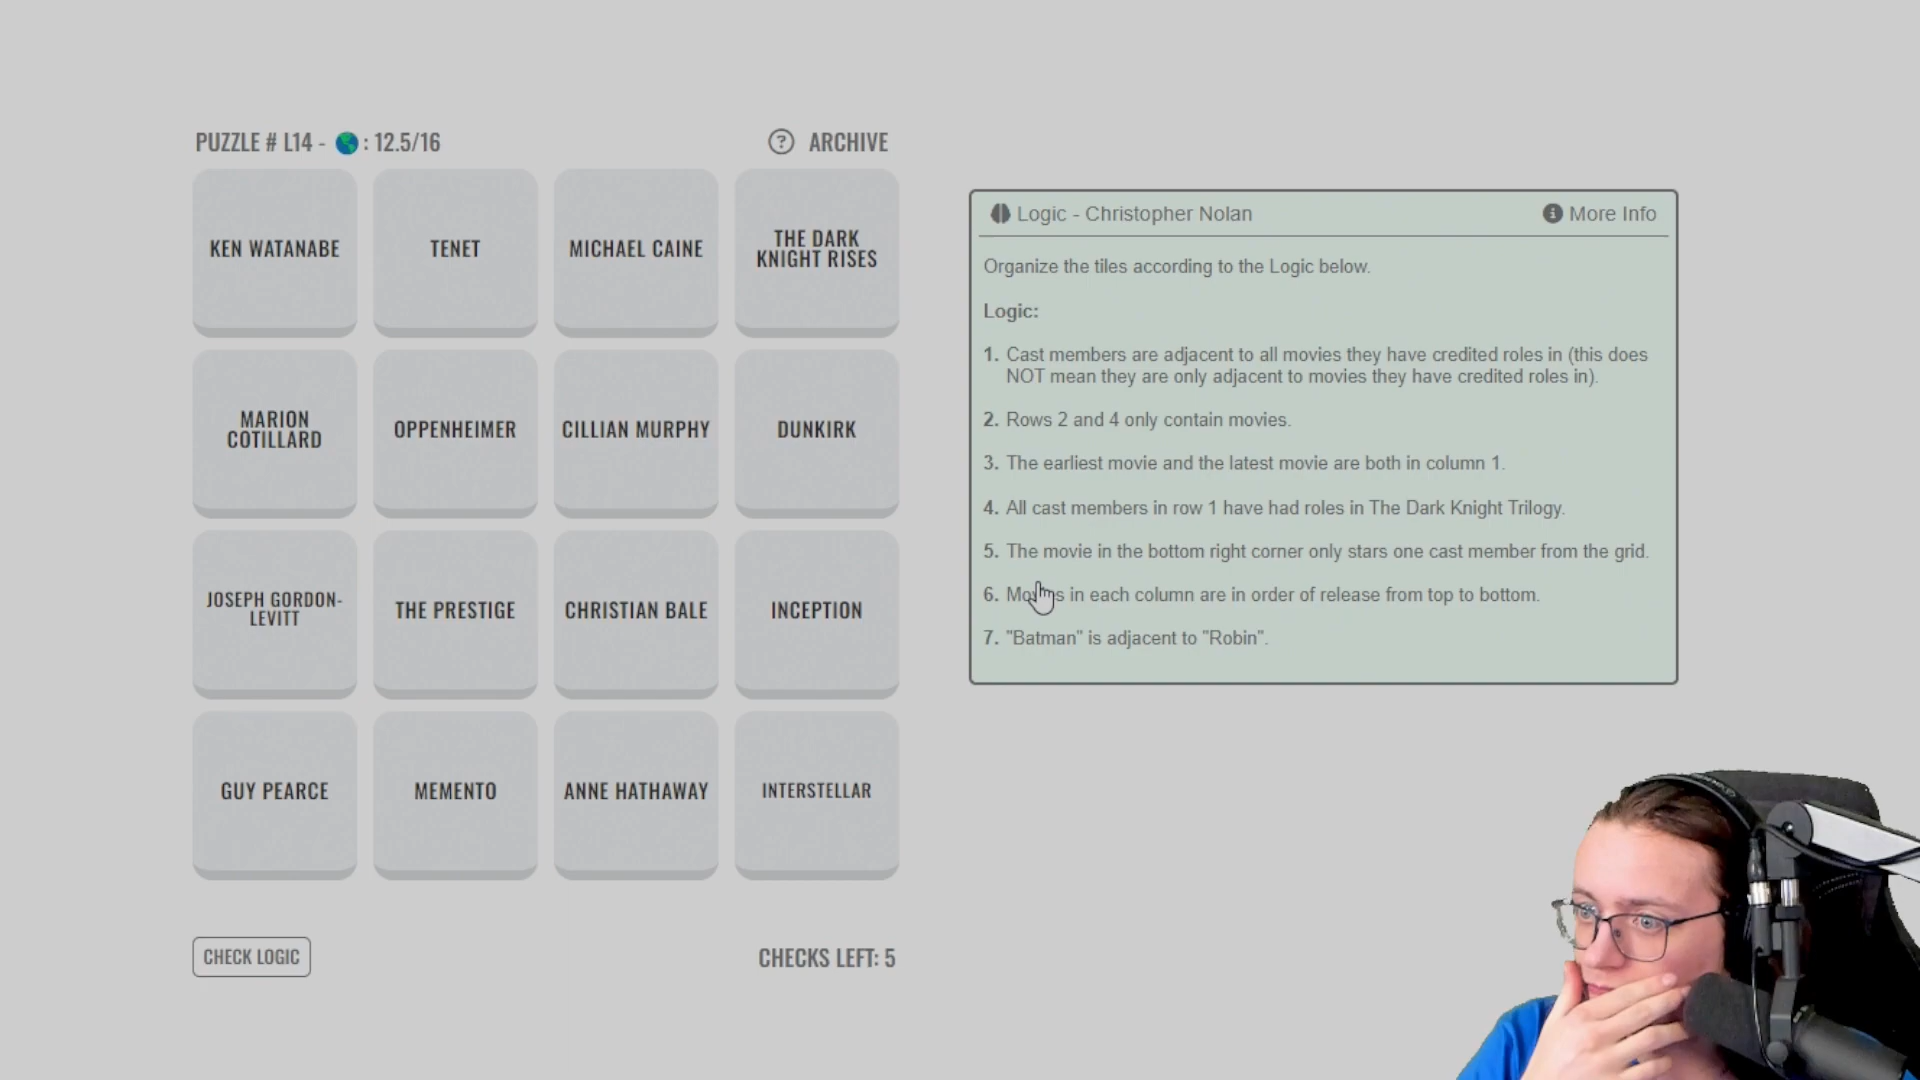 PUZZLE # L14 - : 12.5/16
? ARCHIVE
KEN WATANABE
TENET
MICHAEL CAINE
THE DARK
KNIGHT RISES
MARION
COTILLARD
OPPENHEIMER
CILLIAN MURPHY
DUNKIRK
JOSEPH GORDON-
LEVITT
THE PRESTIGE
CHRISTIAN BALE
INCEPTION
GUY PEARCE
MEMENTO
ANNE HATHAWAY
INTERSTELLAR
CHECK LOGIC
CHECKS LEFT: 5
Logic - Christopher Nolan
More Info
Organize the tiles according to the Logic below.
Logic:
1. Cast members are adjacent to all movies they have credited roles in (this does
NOT mean they are only adjacent to movies they have credited roles in).
2. Rows 2 and 4 only contain movies.
3. The earliest movie and the latest movie are both in column 1.
4. All cast members in row 1 have had roles in The Dark Knight Trilogy.
5. The movie in the bottom right corner only stars one cast member from the grid.
6. Movies in each column are in order of release from top to bottom.
7. "Batman" is adjacent to "Robin".